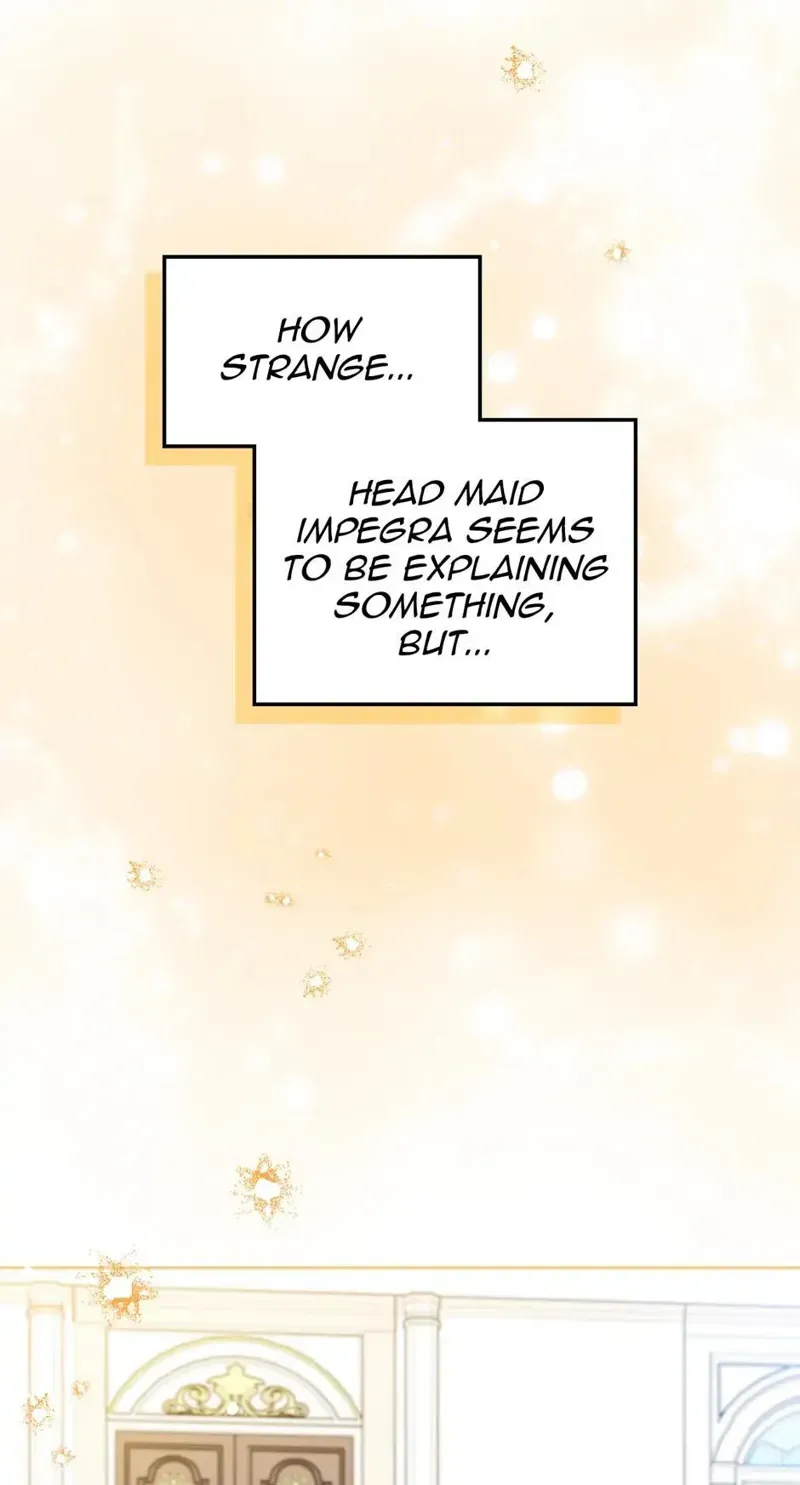 HOW
STRANGE...
HEAD MAID
IMPEGRA SEEMS
TO BE EXPLAINING
SOMETHING,
BUT...